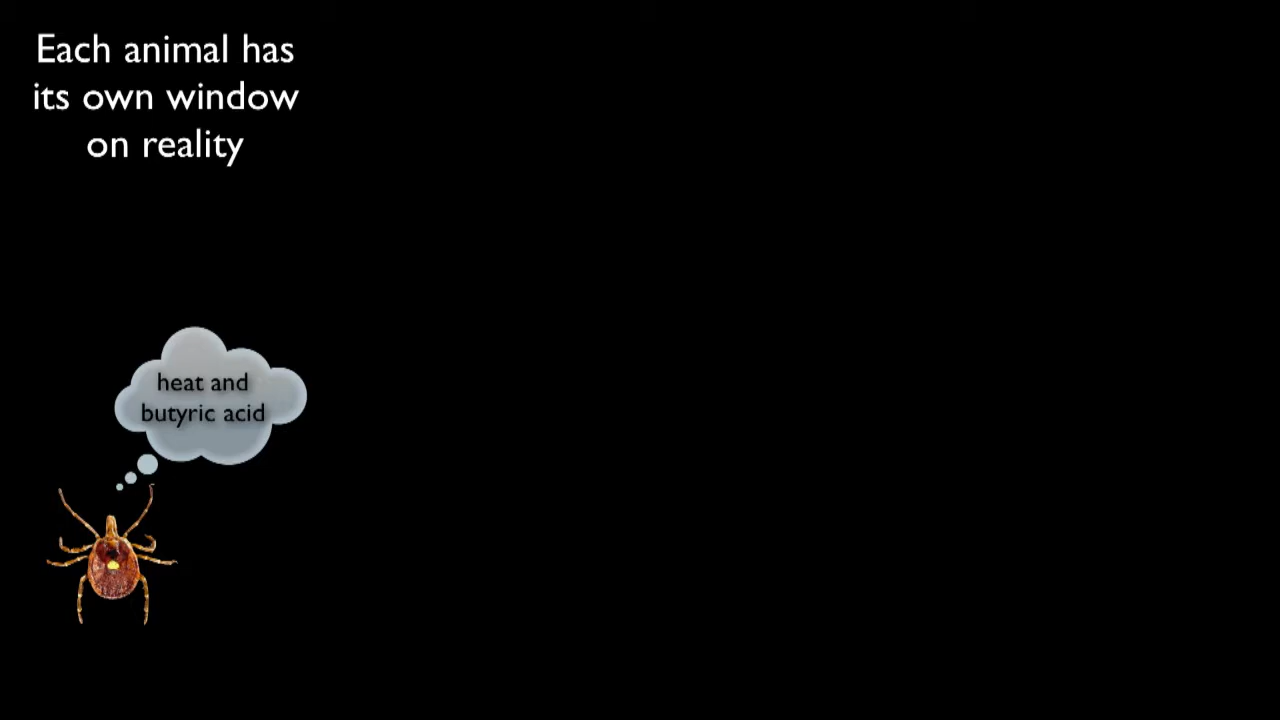 Each animal has
its own window
on reality
heat and
butyric acid